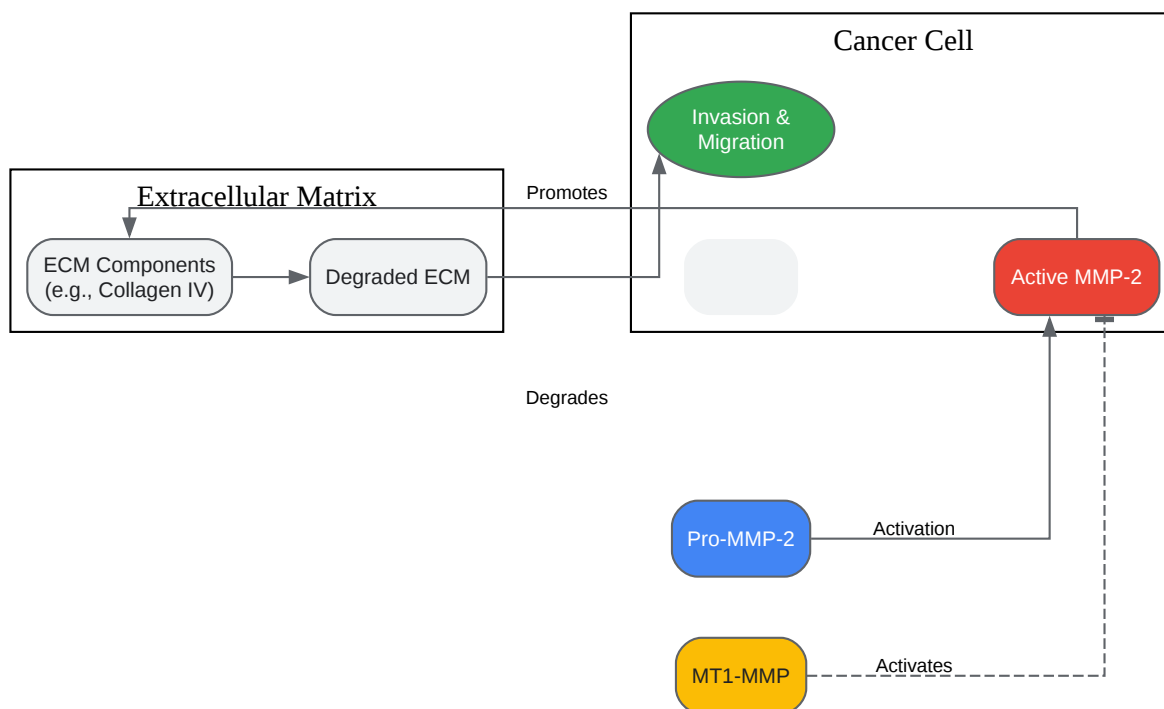 Cancer Cell
Invasion &
Migration
Extracellular Matrix
Promotes
ECM Components
(e.g., Collagen IV)
Degraded ECM
Active MMP-2
Degrades
Pro-MMP-2
Activation
MT1-MMP
Activates